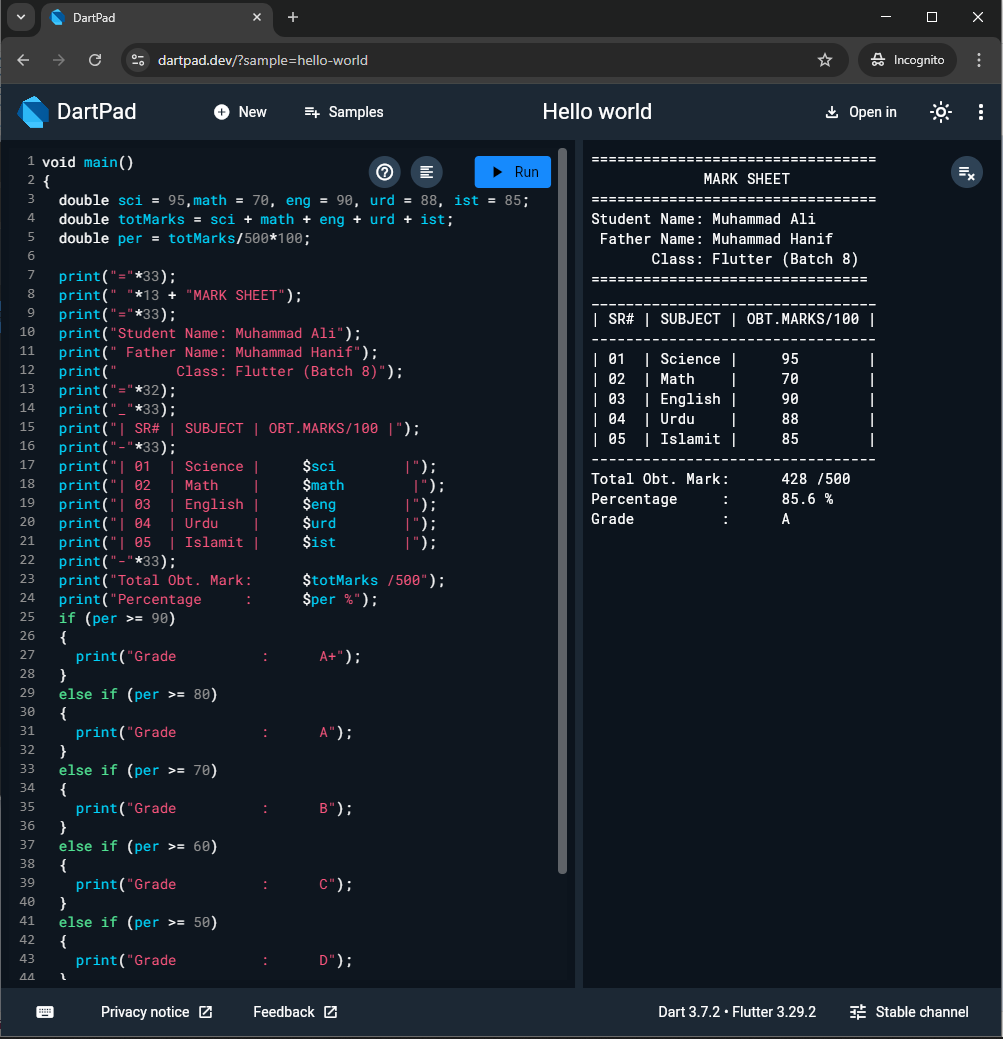 DartPad
dartpad.dev/?sample=hello-world
Incognito
DartPad
New
Samples
Hello world
Open in
Run
1 void main()
2 {
3   double sci = 95,math = 70, eng = 90, urd = 88, ist = 85;
4   double totMarks = sci + math + eng + urd + ist;
5   double per = totMarks/500*100;
6
7   print("="*33);
8   print(" "*13 + "MARK SHEET");
9   print("="*33);
10   print("Student Name: Muhammad Ali");
11   print(" Father Name: Muhammad Hanif");
12   print("       Class: Flutter (Batch 8)");
13   print("="*32);
14   print("_"*33);
15   print("| SR# | SUBJECT | OBT.MARKS/100 |");
16   print("-"*33);
17   print("| 01  | Science |     $sci        |");
18   print("| 02  | Math    |     $math        |");
19   print("| 03  | English |     $eng        |");
20   print("| 04  | Urdu    |     $urd        |");
21   print("| 05  | Islamit |     $ist        |");
22   print("-"*33);
23   print("Total Obt. Mark:      $totMarks /500");
24   print("Percentage     :      $per %");
25   if (per >= 90)
26   {
27     print("Grade          :      A+");
28   }
29   else if (per >= 80)
30   {
31     print("Grade          :      A");
32   }
33   else if (per >= 70)
34   {
35     print("Grade          :      B");
36   }
37   else if (per >= 60)
38   {
39     print("Grade          :      C");
40   }
41   else if (per >= 50)
42   {
43     print("Grade          :      D");
44   }
=================================
             MARK SHEET
=================================
Student Name: Muhammad Ali
 Father Name: Muhammad Hanif
       Class: Flutter (Batch 8)
================================
_________________________________
| SR# | SUBJECT | OBT.MARKS/100 |
---------------------------------
| 01  | Science |     95        |
| 02  | Math    |     70        |
| 03  | English |     90        |
| 04  | Urdu    |     88        |
| 05  | Islamit |     85        |
---------------------------------
Total Obt. Mark:      428 /500
Percentage     :      85.6 %
Grade          :      A
Privacy notice
Feedback
Dart 3.7.2 • Flutter 3.29.2
Stable channel